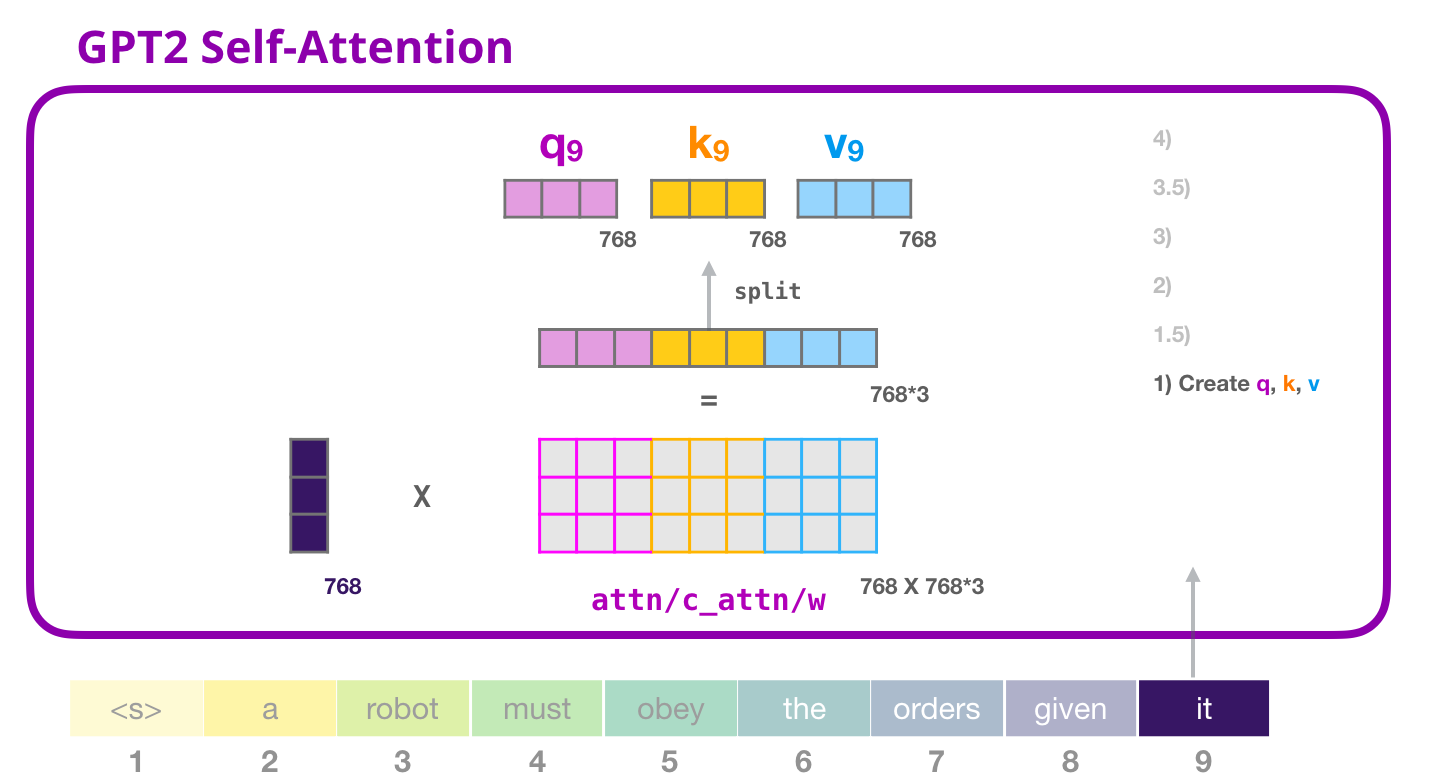 GPT2 Self-Attention
q9 k9 v9
768 768 768
split
768*3
=
X
768
attn/c_attn/w
768 X 768*3
4)
3.5)
3)
2)
1.5)
1) Create q, k, v
<s> a robot must obey the orders given it
1 2 3 4 5 6 7 8 9